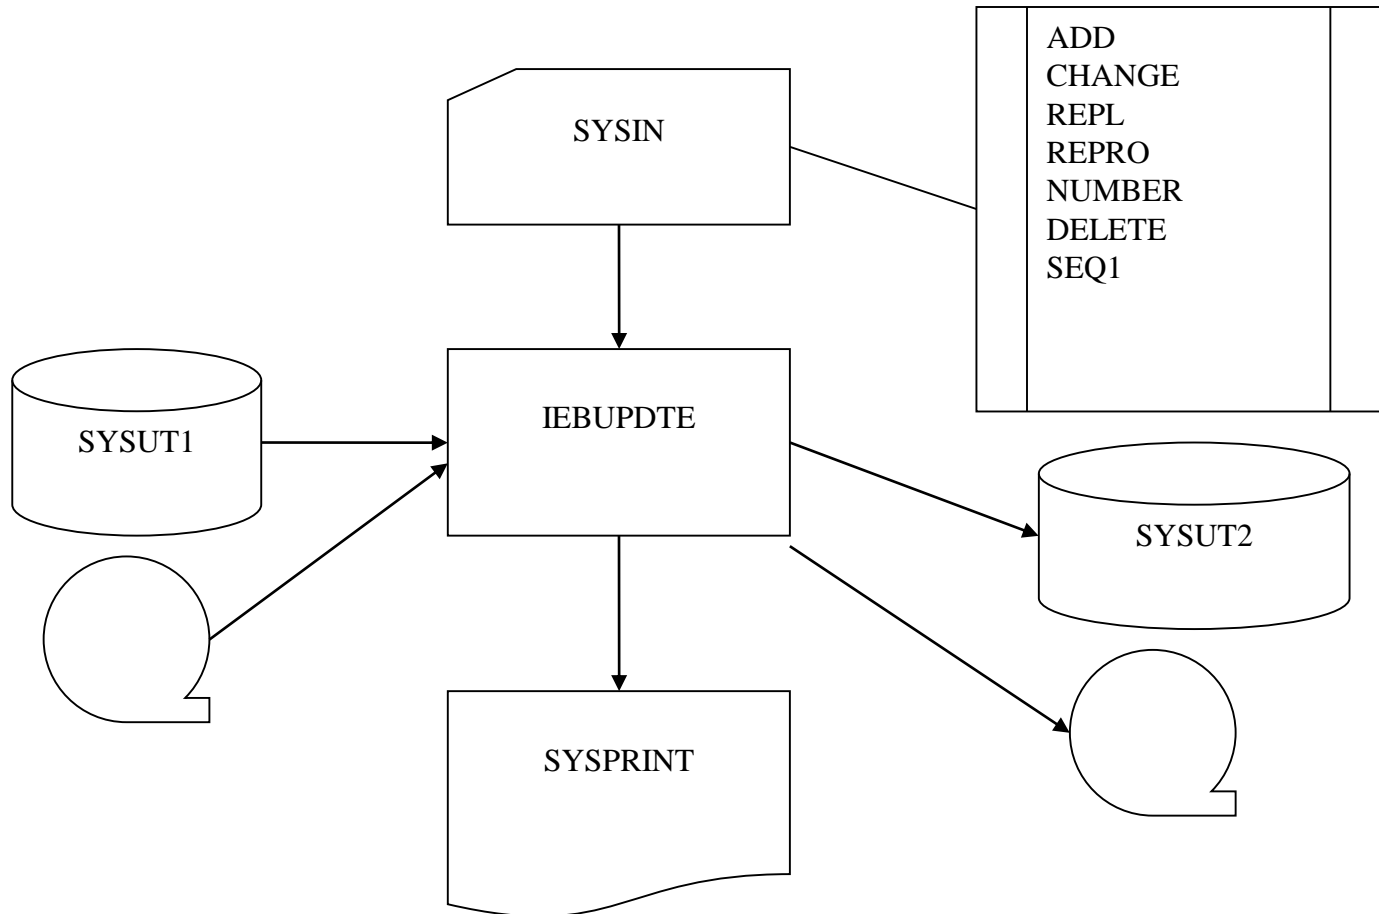 ADD
CHANGE
REPL
REPRO
NUMBER
DELETE
SEQ1
SYSIN
IEBUPDTE
SYSUT1
SYSUT2
SYSPRINT